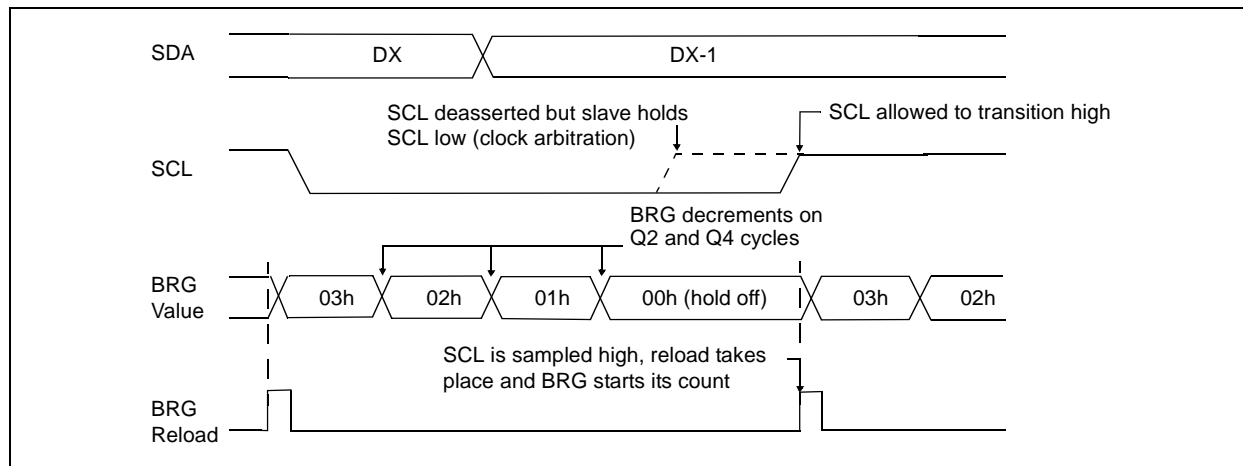 SDA
DX
DX-1
SCL deasserted but slave holds
SCL low (clock arbitration)
SCL allowed to transition high
SCL
BRG decrements on
Q2 and Q4 cycles
BRG
Value
03h
02h
01h
00h (hold off)
03h
02h
SCL is sampled high, reload takes
place and BRG starts its count
BRG
Reload